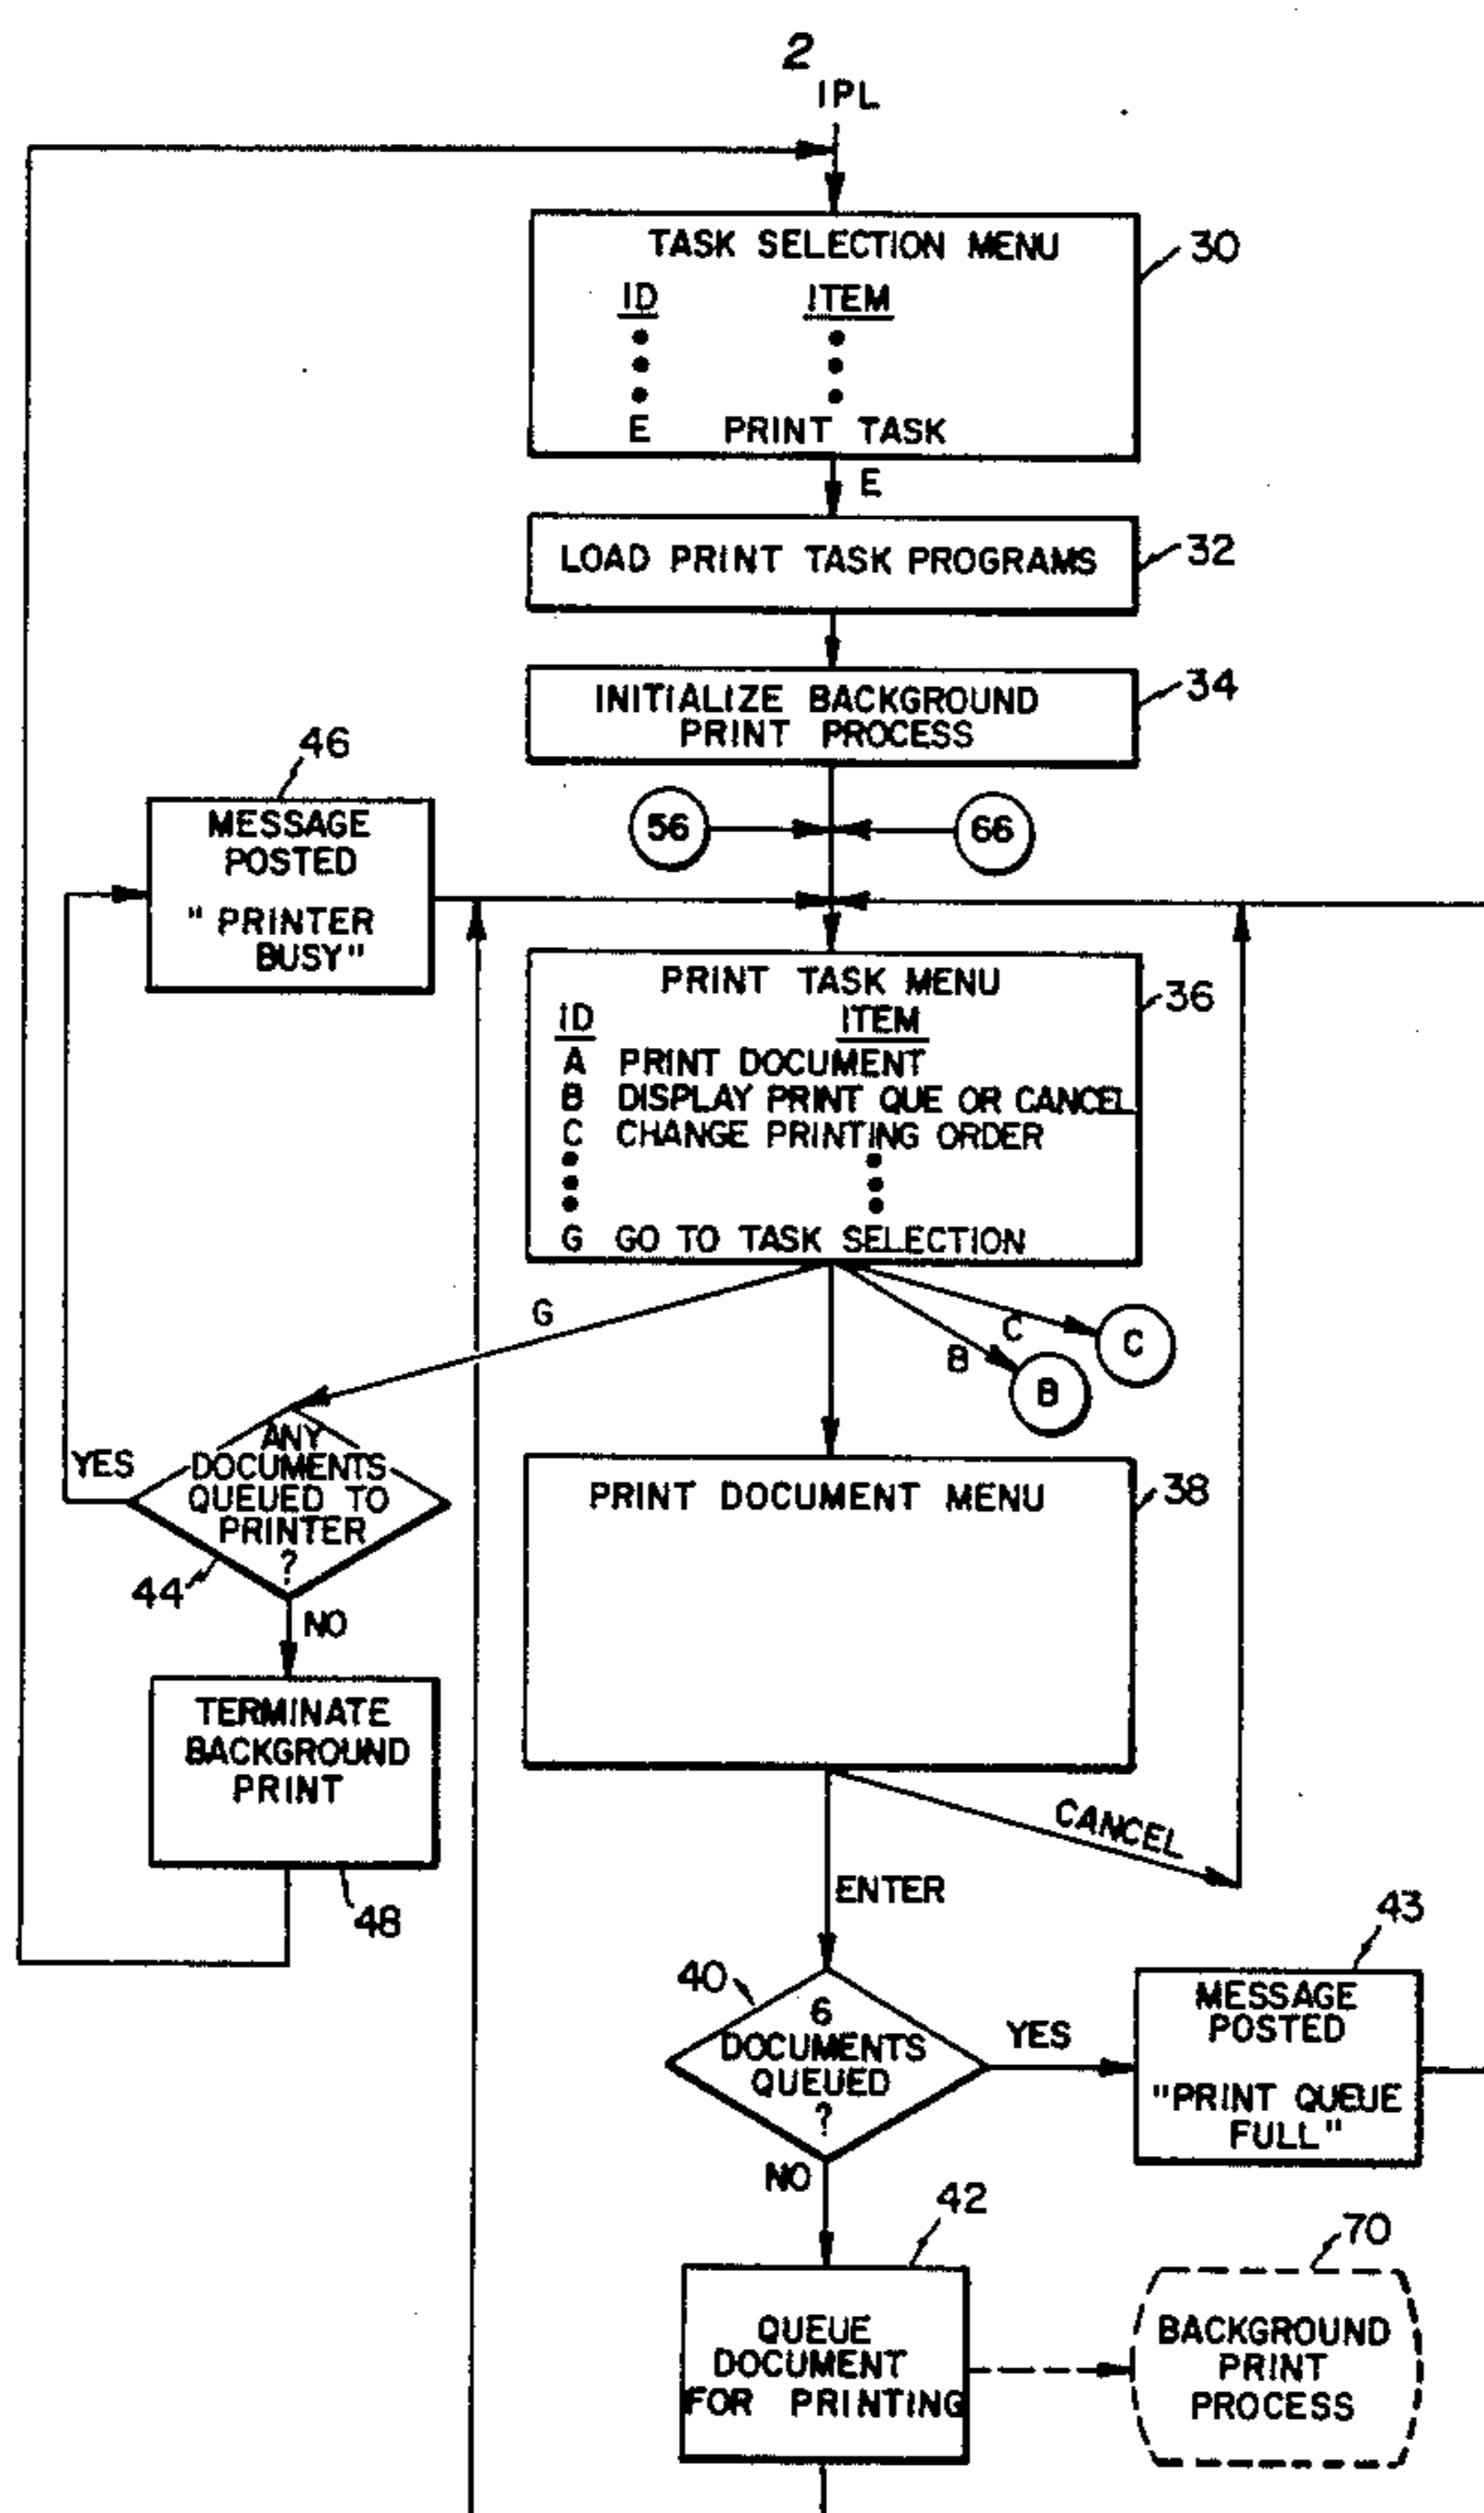 2
IPL
TASK SELECTION MENU
30
ID ITEM
E PRINT TASK
E
LOAD PRINT TASK PROGRAMS
32
INITIALIZE BACKGROUND
PRINT PROCESS
34
46
MESSAGE
POSTED
" PRINTER
BUSY"
56
66
PRINT TASK MENU
36
ID ITEM
A PRINT DOCUMENT
B DISPLAY PRINT QUE OR CANCEL
C CHANGE PRINTING ORDER
G GO TO TASK SELECTION
G
C
C
B
B
YES
ANY
DOCUMENTS
QUEUED TO
PRINTER
?
44
NO
PRINT DOCUMENT MENU
38
TERMINATE
BACKGROUND
PRINT
48
CANCEL
ENTER
40
6
DOCUMENTS
QUEUED
?
YES
43
MESSAGE
POSTED
"PRINT QUEUE
FULL"
NO
42
QUEUE
DOCUMENT
FOR PRINTING
70
BACKGROUND
PRINT
PROCESS